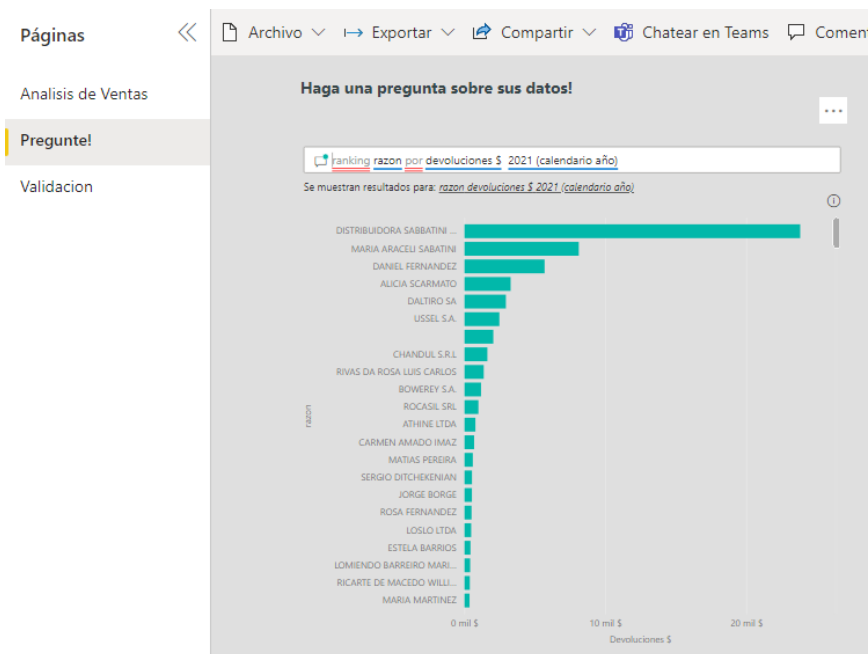 Páginas
Archivo Exportar Compartir Chatear en Teams Coment
Analisis de Ventas
Pregunte!
Validacion
Haga una pregunta sobre sus datos!
ranking razon por devoluciones $ 2021 (calendario año)
Se muestran resultados para: razon devoluciones $ 2021 (calendario año)
DISTRIBUIDORA SABBATINI ...
MARIA ARACELI SABATINI
DANIEL FERNANDEZ
ALICIA SCARMATO
DALTIRO SA
USSEL S.A.
CHANDUL S.R.L
RIVAS DA ROSA LUIS CARLOS
BOWEREY S.A.
ROCASIL SRL
ATHINE LTDA
CARMEN AMADO IMAZ
MATIAS PEREIRA
SERGIO DITCHEKENIAN
JORGE BORGE
ROSA FERNANDEZ
LOSLO LTDA
ESTELA BARRIOS
LOMIENDO BARREIRO MARI...
RICARTE DE MACEDO WILLI...
MARIA MARTINEZ
razon
0 mil $ 10 mil $ 20 mil $
Devoluciones $